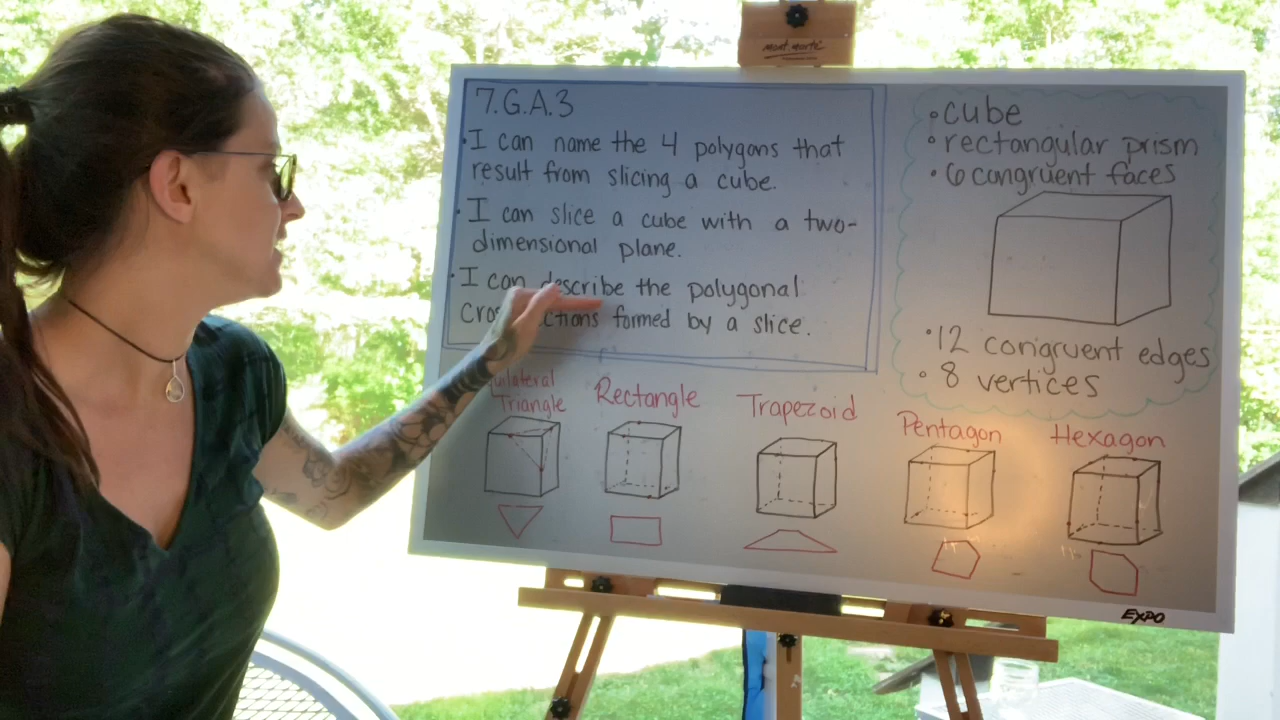 mont marte
7.G.A.3
• I can name the 4 polygons that
result from slicing a cube.
• I can slice a cube with a two-
dimensional plane.
• I can describe the polygonal
formed by a slice.
• cube
• rectangular prism
• 6 congruent faces
• 12 congruent edges
• 8 vertices
Triangle
Rectangle
Trapezoid
Pentagon
Hexagon
EXPO